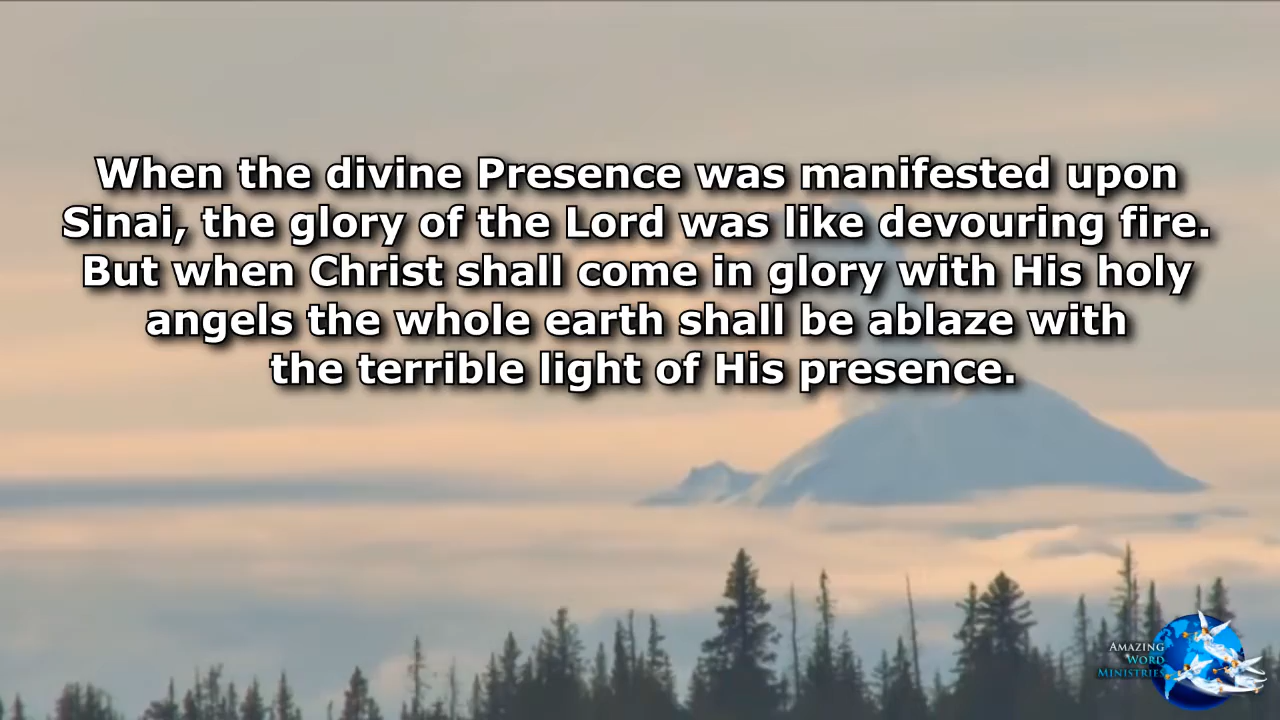 When the divine Presence was manifested upon
Sinai, the glory of the Lord was like devouring fire.
But when Christ shall come in glory with His holy
angels the whole earth shall be ablaze with
the terrible light of His presence.
AMAZING
WORD
MINISTRIES